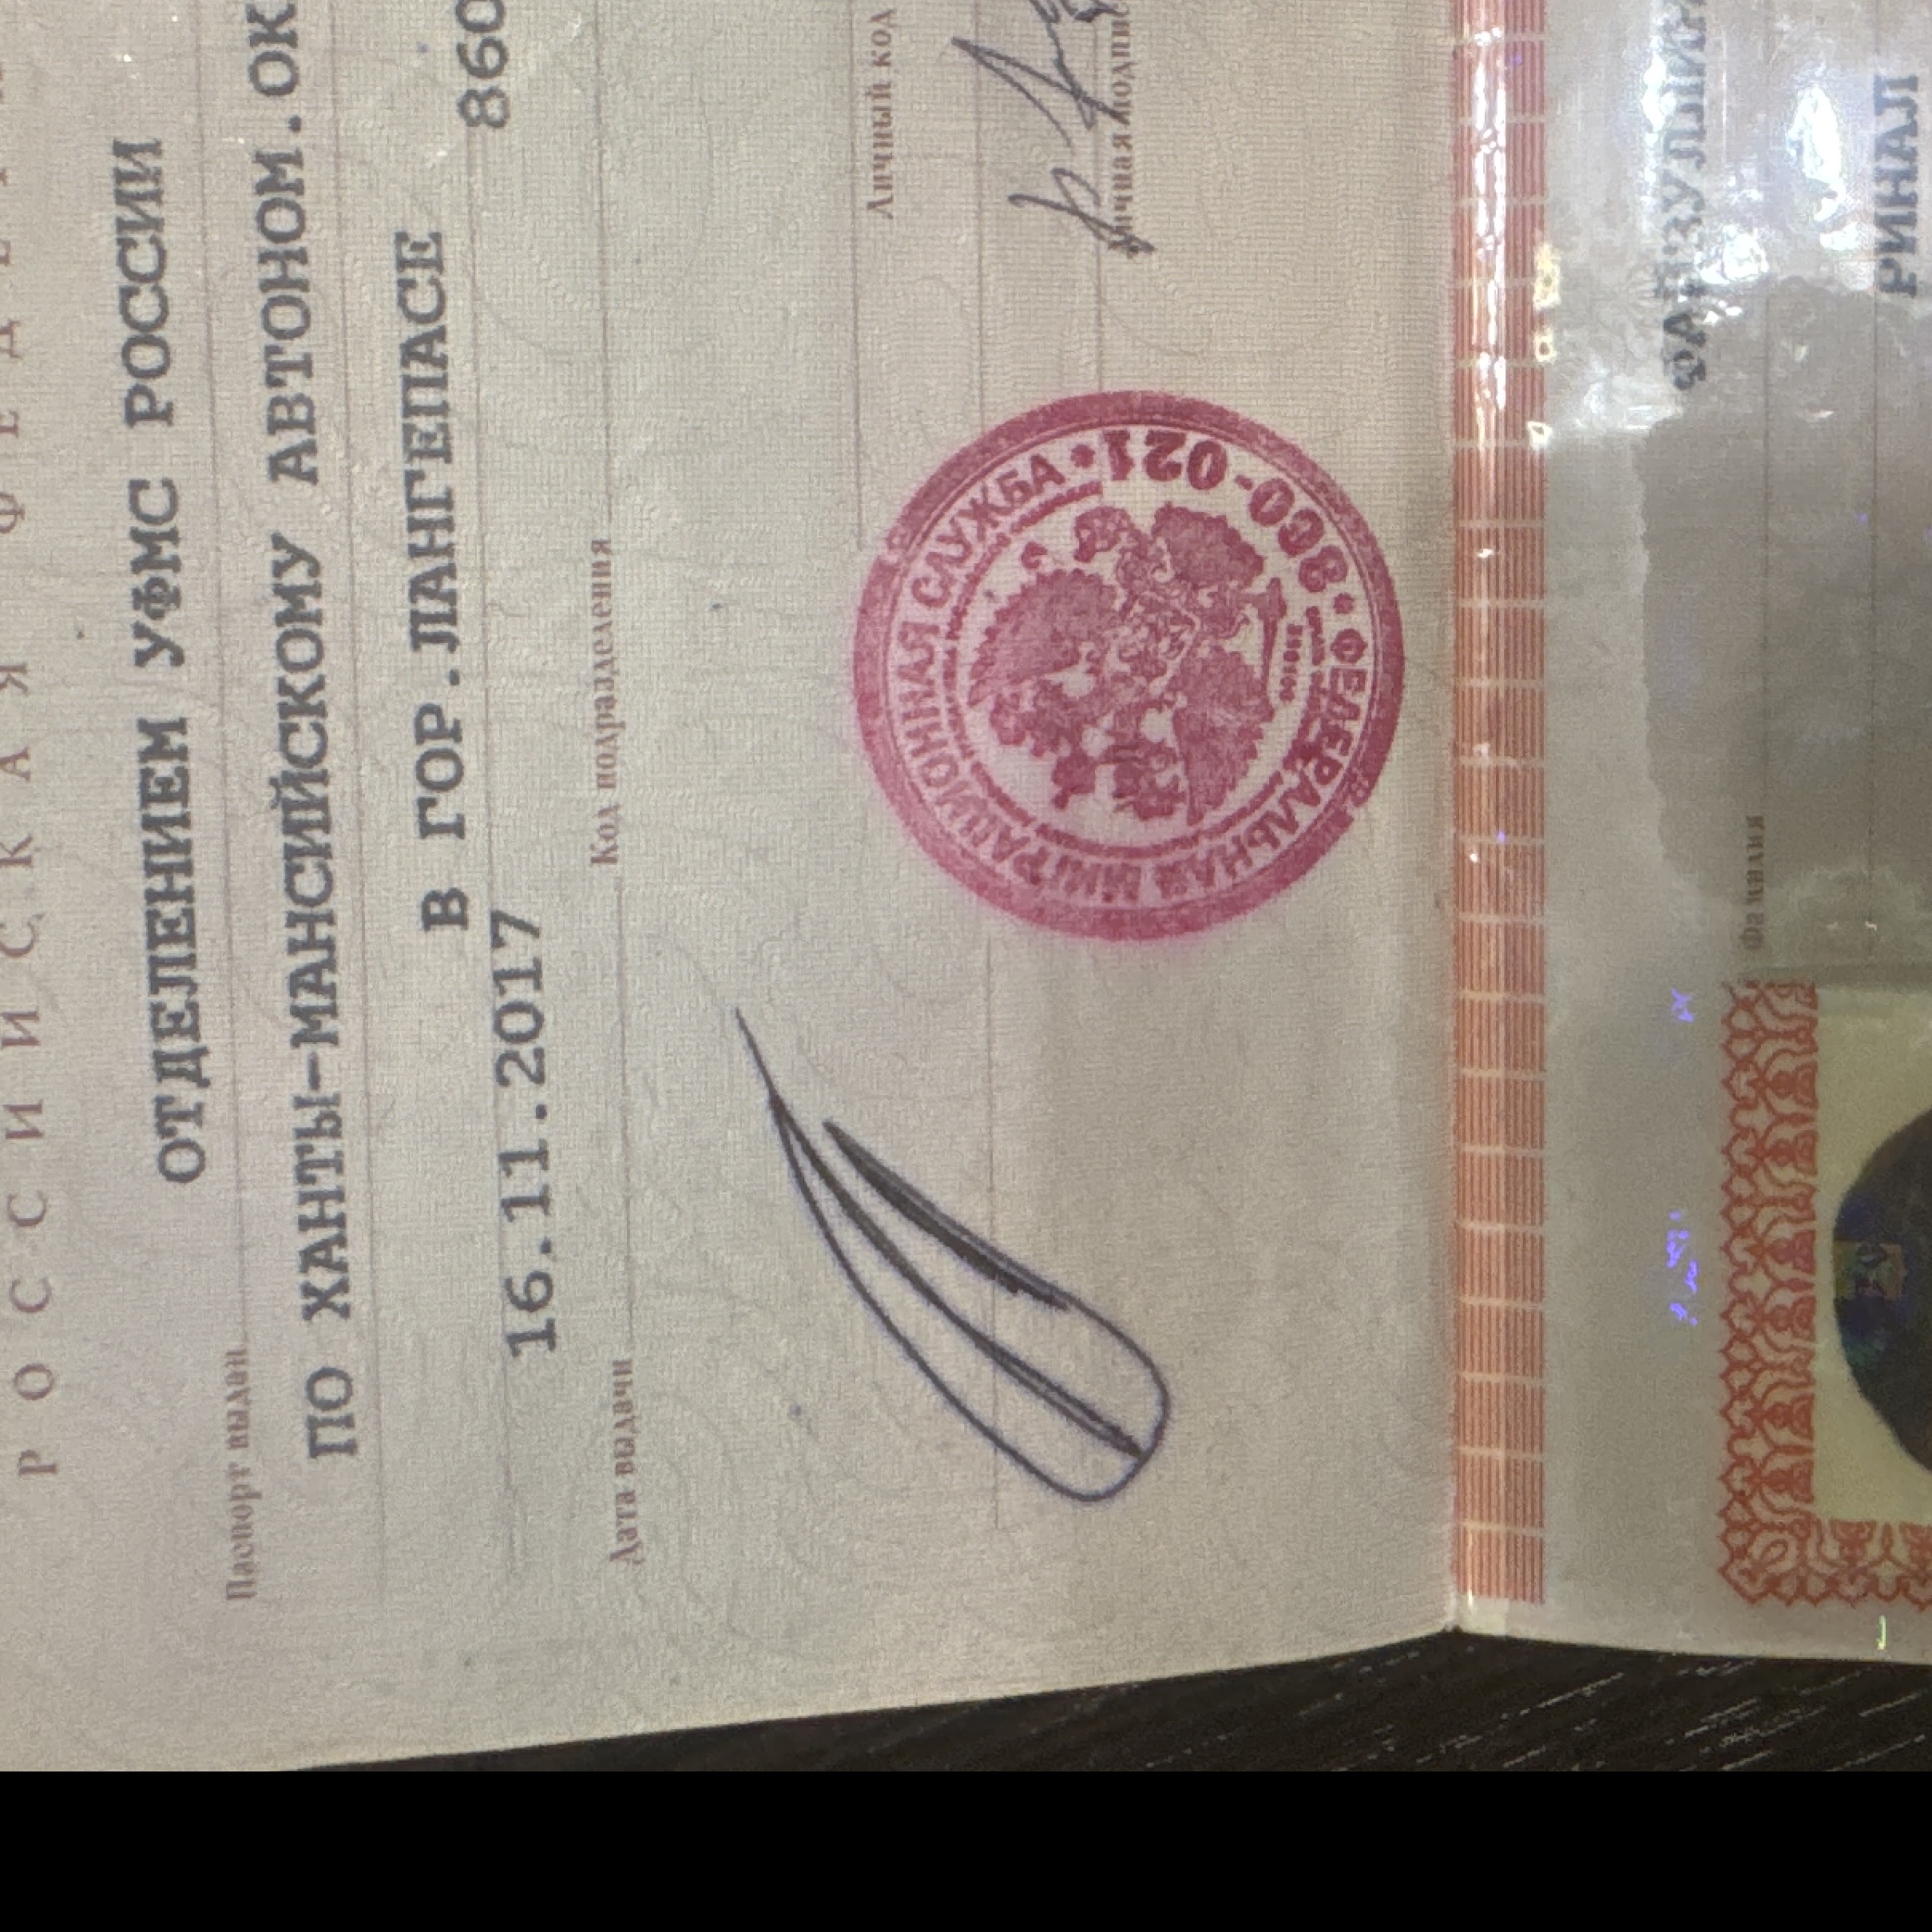 РОССИЙСКАЯ ФЕДЕ
Паспорт выдан
ОТДЕЛЕНИЕМ УФМС РОССИИ
ПО ХАНТЫ-МАНСИЙСКОМУ АВТОНОМ.ОК
В ГОР.ЛАНГЕПАСЕ
16.11.2017 860
Дата выдачи Код подразделения
Личный код
Личная подпись
ФЕДЕРАЛЬНАЯ МИГРАЦИОННАЯ СЛУЖБА • 860-021 •
Фамилия
РИНАЛ